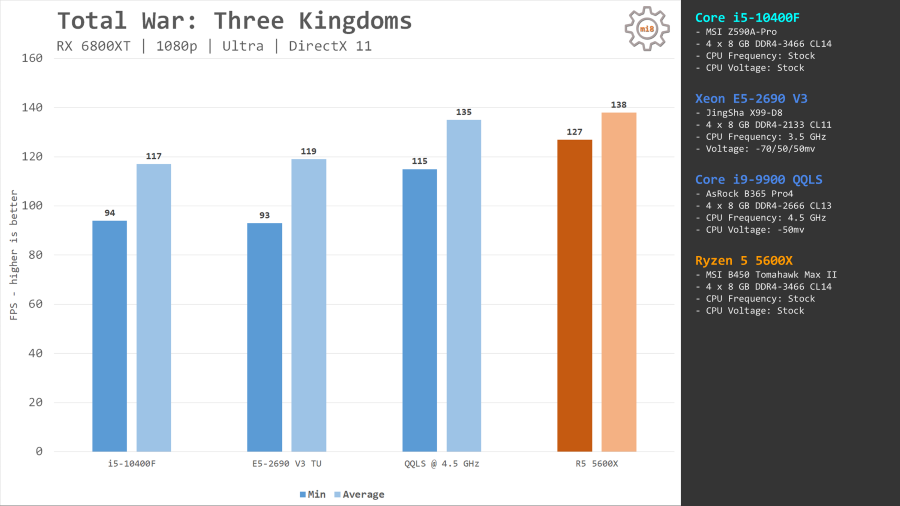 Total War: Three Kingdoms
RX 6800XT | 1080p | Ultra | DirectX 11
mi8
FPS - higher is better
160
140
120
100
80
60
40
20
0
94
117
93
119
115
135
127
138
i5-10400F
E5-2690 V3 TU
QQLS @ 4.5 GHz
R5 5600X
Min
Average
Core i5-10400F
- MSI Z590A-Pro
- 4 x 8 GB DDR4-3466 CL14
- CPU Frequency: Stock
- CPU Voltage: Stock
Xeon E5-2690 V3
- JingSha X99-D8
- 4 x 8 GB DDR4-2133 CL11
- CPU Frequency: 3.5 GHz
- Voltage: -70/50/50mv
Core i9-9900 QQLS
- AsRock B365 Pro4
- 4 x 8 GB DDR4-2666 CL13
- CPU Frequency: 4.5 GHz
- CPU Voltage: -50mv
Ryzen 5 5600X
- MSI B450 Tomahawk Max II
- 4 x 8 GB DDR4-3466 CL14
- CPU Frequency: Stock
- CPU Voltage: Stock